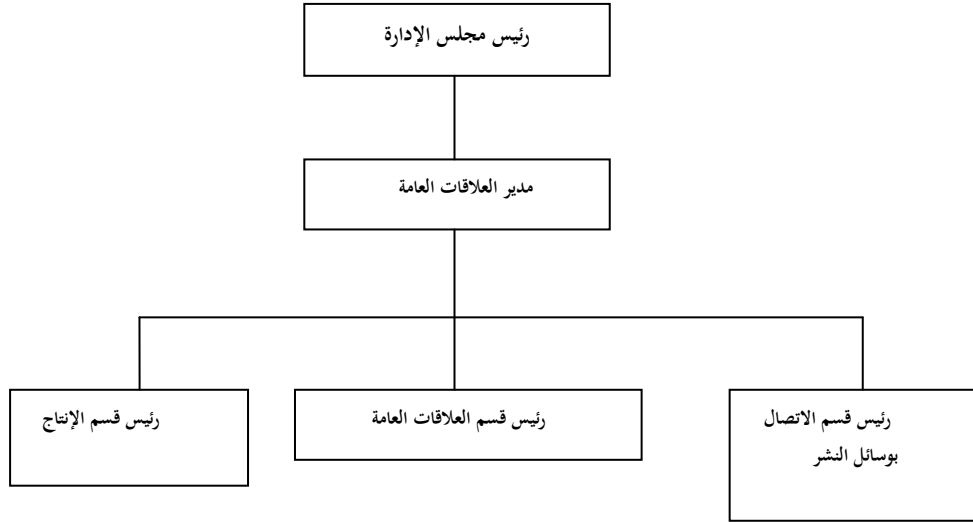 رئيس مجلس الإدارة
مدير العلاقات العامة
رئيس قسم الاتصال
بوسائل النشر
رئيس قسم العلاقات العامة
رئيس قسم الإنتاج